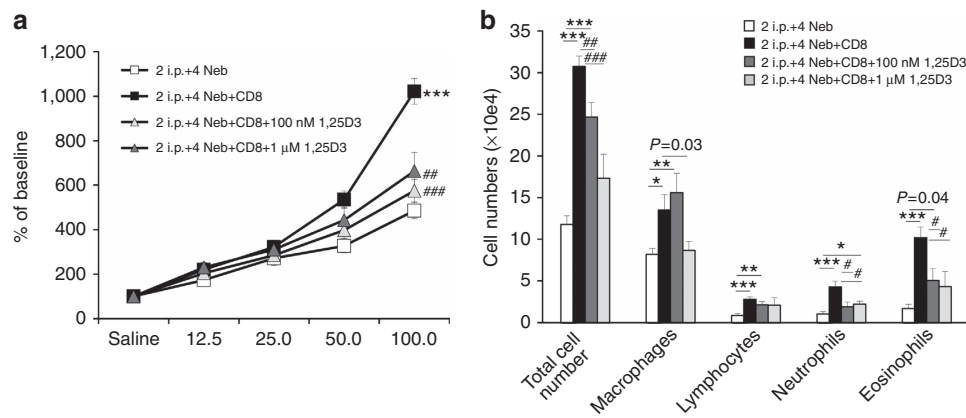 a
1,200
1,000
800
600
400
200
0
% of baseline
2 i.p.+4 Neb
2 i.p.+4 Neb+CD8
2 i.p.+4 Neb+CD8+100 nM 1,25D3
2 i.p.+4 Neb+CD8+1 μM 1,25D3
***
##
###
Saline 12.5 25.0 50.0 100.0
b
35
30
25
20
15
10
5
0
Cell numbers (×10e4)
2 i.p.+4 Neb
2 i.p.+4 Neb+CD8
2 i.p.+4 Neb+CD8+100 nM 1,25D3
2 i.p.+4 Neb+CD8+1 μM 1,25D3
***
*** ##
###
P=0.03
**
*
**
***
*
*** #
#
P=0.04
*** #
#
Total cell number
Macrophages
Lymphocytes
Neutrophils
Eosinophils